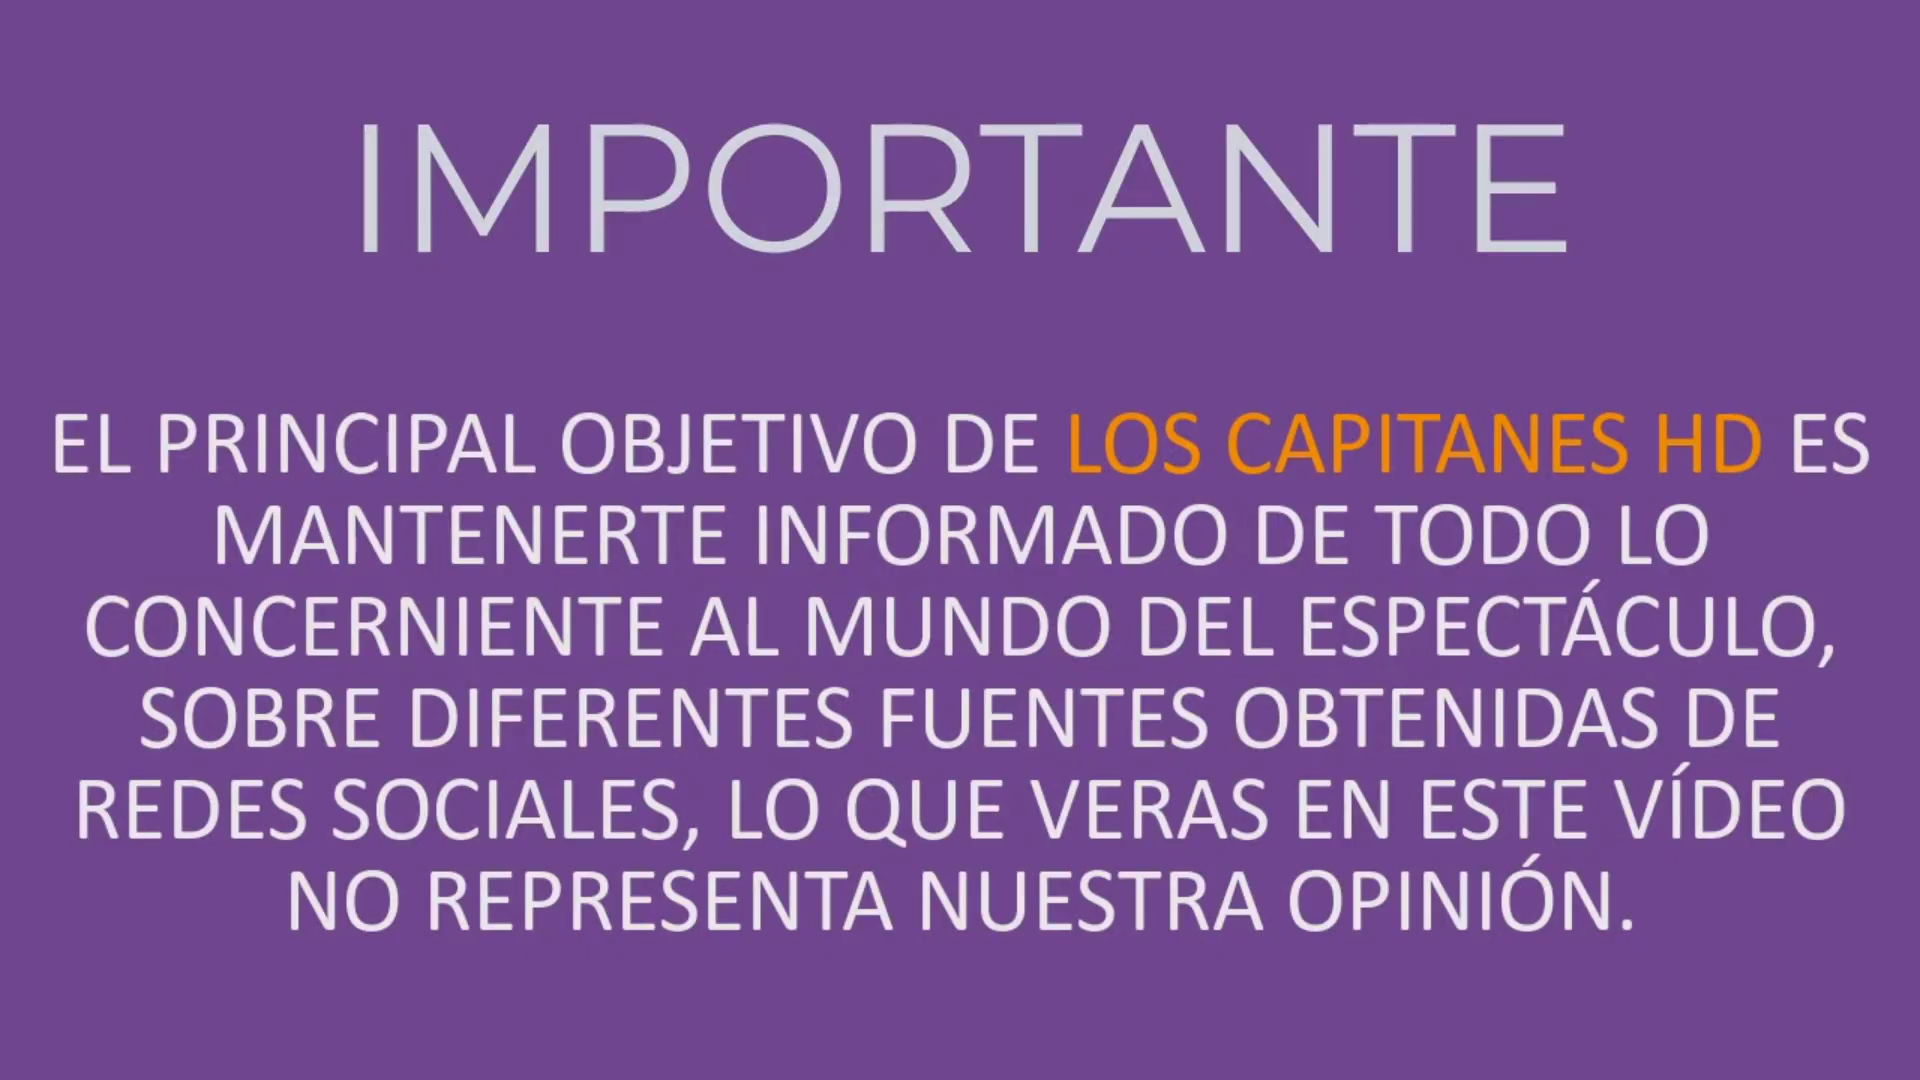 IMPORTANTE
EL PRINCIPAL OBJETIVO DE LOS CAPITANES HD ES
MANTENERTE INFORMADO DE TODO LO
CONCERNIENTE AL MUNDO DEL ESPECTÁCULO,
SOBRE DIFERENTES FUENTES OBTENIDAS DE
REDES SOCIALES, LO QUE VERAS EN ESTE VÍDEO
NO REPRESENTA NUESTRA OPINIÓN.